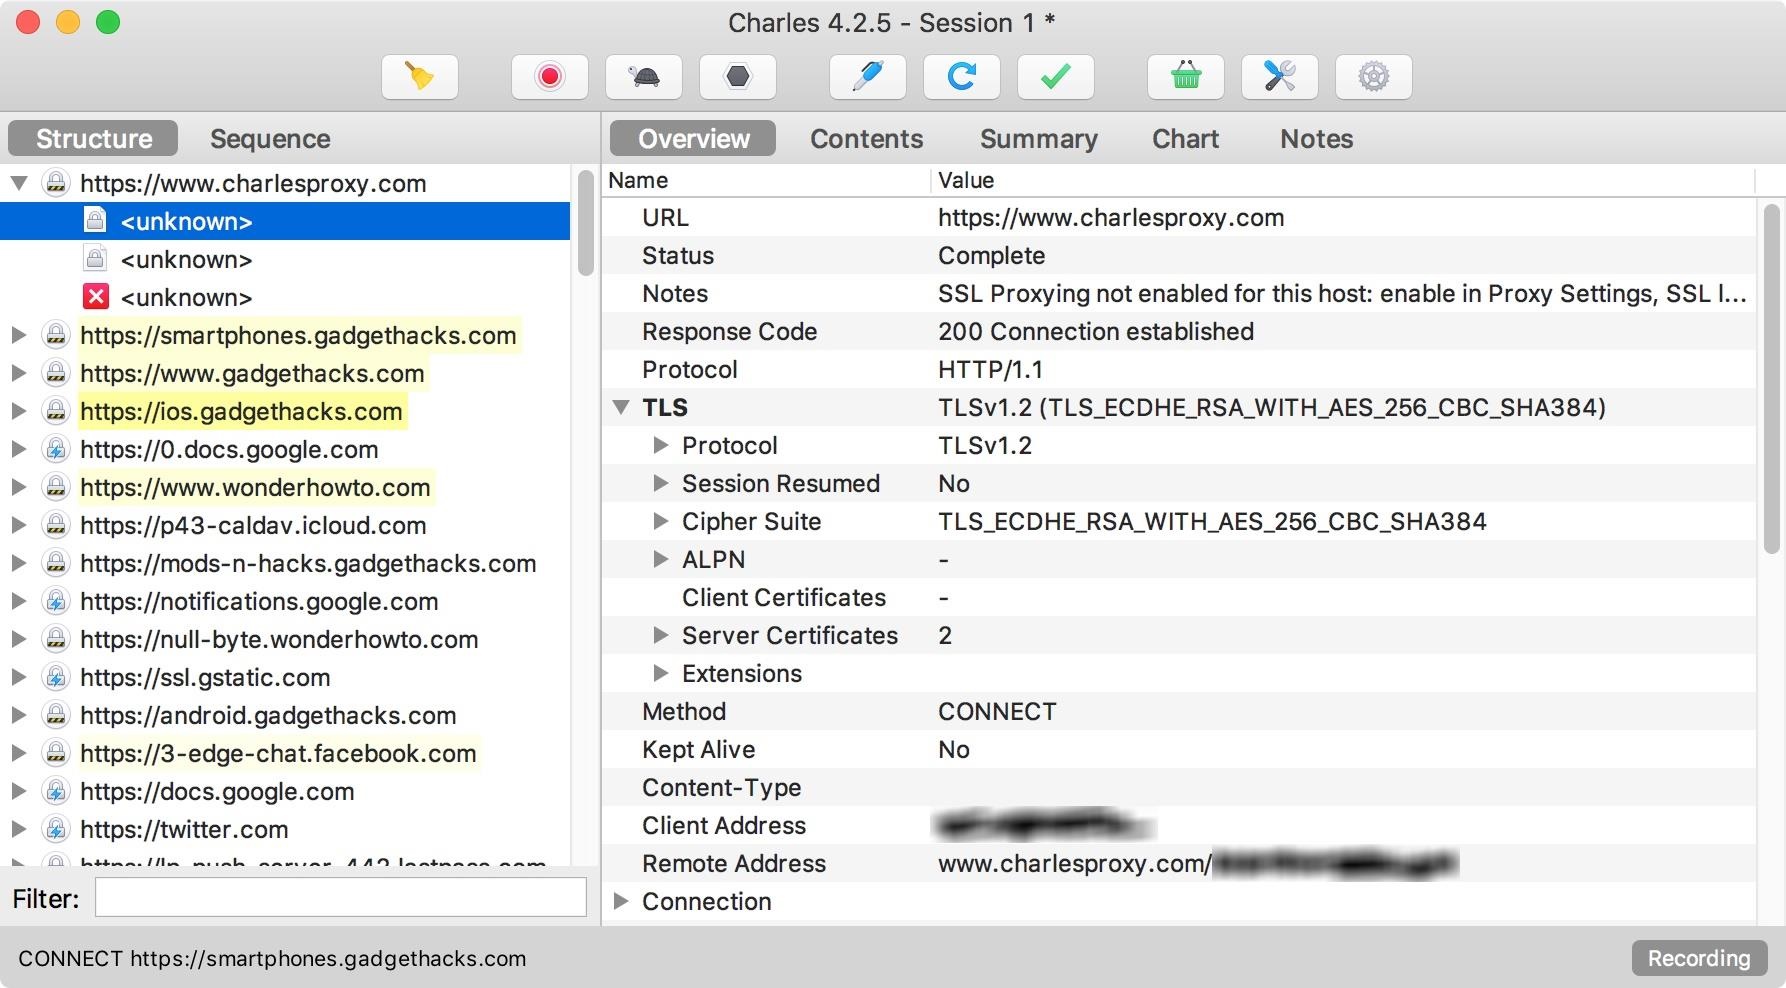 Charles 4.2.5 - Session 1 *
Structure Sequence
https://www.charlesproxy.com
<unknown>
<unknown>
<unknown>
https://smartphones.gadgethacks.com
https://www.gadgethacks.com
https://ios.gadgethacks.com
https://0.docs.google.com
https://www.wonderhowto.com
https://p43-caldav.icloud.com
https://mods-n-hacks.gadgethacks.com
https://notifications.google.com
https://null-byte.wonderhowto.com
https://ssl.gstatic.com
https://android.gadgethacks.com
https://3-edge-chat.facebook.com
https://docs.google.com
https://twitter.com
Filter:
Overview Contents Summary Chart Notes
Name Value
URL https://www.charlesproxy.com
Status Complete
Notes SSL Proxying not enabled for this host: enable in Proxy Settings, SSL l...
Response Code 200 Connection established
Protocol HTTP/1.1
TLS TLSv1.2 (TLS_ECDHE_RSA_WITH_AES_256_CBC_SHA384)
Protocol TLSv1.2
Session Resumed No
Cipher Suite TLS_ECDHE_RSA_WITH_AES_256_CBC_SHA384
ALPN -
Client Certificates -
Server Certificates 2
Extensions
Method CONNECT
Kept Alive No
Content-Type
Client Address
Remote Address www.charlesproxy.com/
Connection
CONNECT https://smartphones.gadgethacks.com
Recording